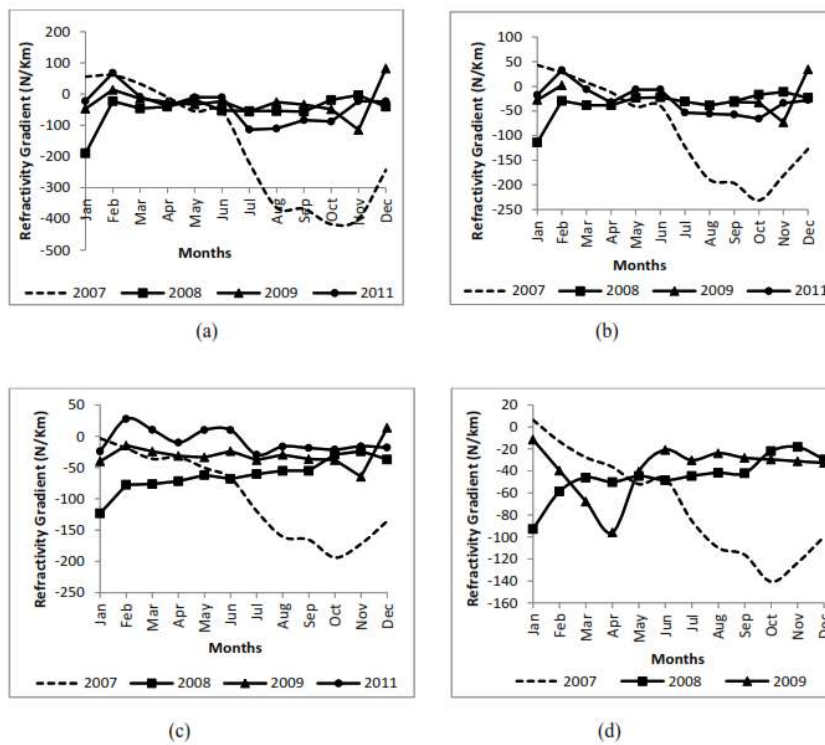 200
100
0
-100
-200
-300
-400
-500
Refractivity Gradient (N/Km)
Jan Feb Mar Apr May Jun Jul Aug Sep Oct Nov Dec
Months
2007 2008 2009 2011
(a)
100
50
0
-50
-100
-150
-200
-250
Refractivity Gradient (N/Km)
Jan Feb Mar Apr May Jun Jul Aug Sep Oct Nov Dec
Months
2007 2008 2009 2011
(b)
50
0
-50
-100
-150
-200
-250
Refractivity Gradient (N/Km)
Jan Feb Mar Apr May Jun Jul Aug Sep Oct Nov Dec
Months
2007 2008 2009 2011
(c)
20
0
-20
-40
-60
-80
-100
-120
-140
-160
Refractivity Gradient (N/km)
Jan Feb Mar Apr May Jun Jul Aug Sep Oct Nov Dec
Months
2007 2008 2009
(d)